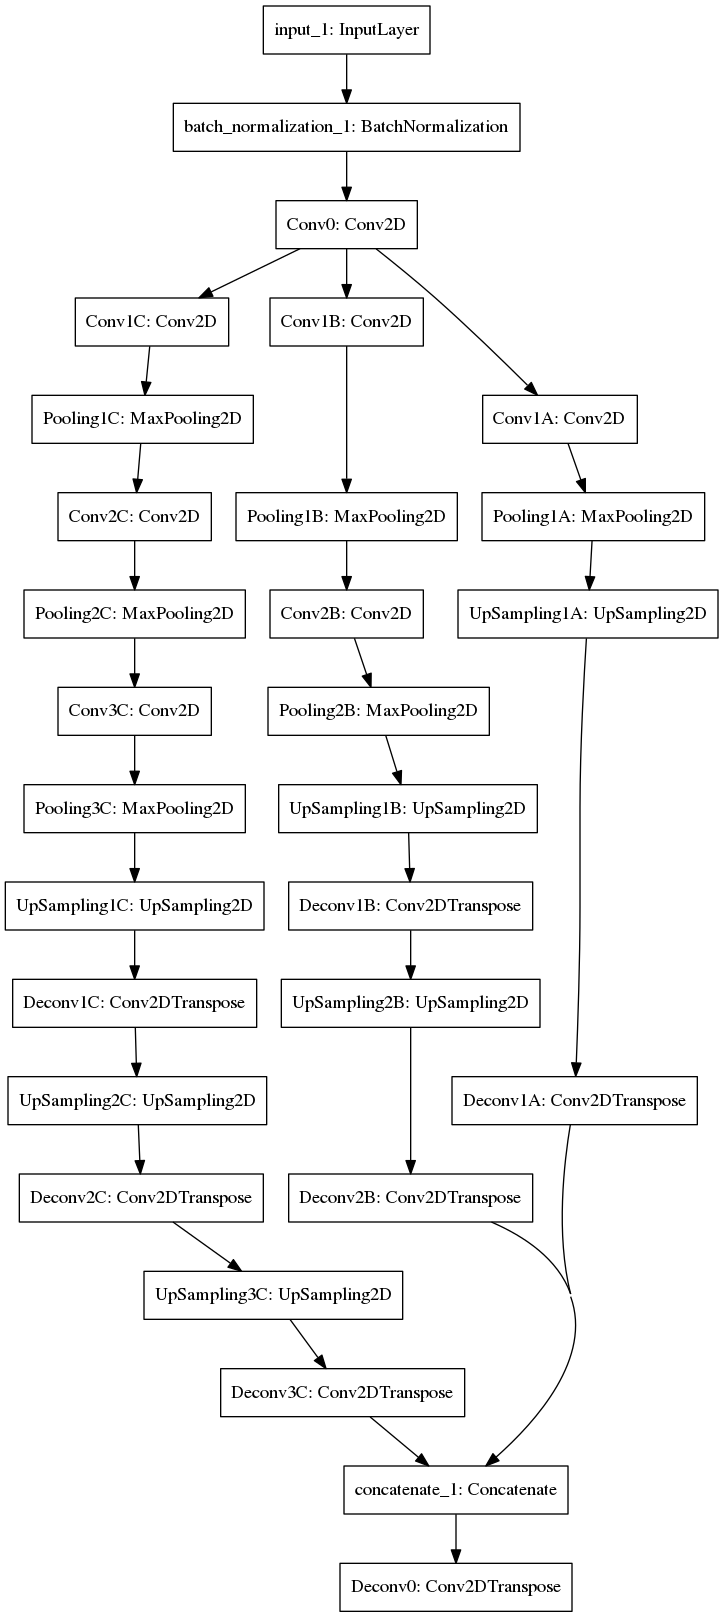 input_1: InputLayer
batch_normalization_1: BatchNormalization
Conv0: Conv2D
Conv1C: Conv2D
Conv1B: Conv2D
Pooling1C: MaxPooling2D
Conv1A: Conv2D
Conv2C: Conv2D
Pooling1B: MaxPooling2D
Pooling1A: MaxPooling2D
Pooling2C: MaxPooling2D
Conv2B: Conv2D
UpSampling1A: UpSampling2D
Conv3C: Conv2D
Pooling2B: MaxPooling2D
Pooling3C: MaxPooling2D
UpSampling1B: UpSampling2D
UpSampling1C: UpSampling2D
Deconv1B: Conv2DTranspose
Deconv1C: Conv2DTranspose
UpSampling2B: UpSampling2D
UpSampling2C: UpSampling2D
Deconv1A: Conv2DTranspose
Deconv2C: Conv2DTranspose
Deconv2B: Conv2DTranspose
UpSampling3C: UpSampling2D
Deconv3C: Conv2DTranspose
concatenate_1: Concatenate
Deconv0: Conv2DTranspose